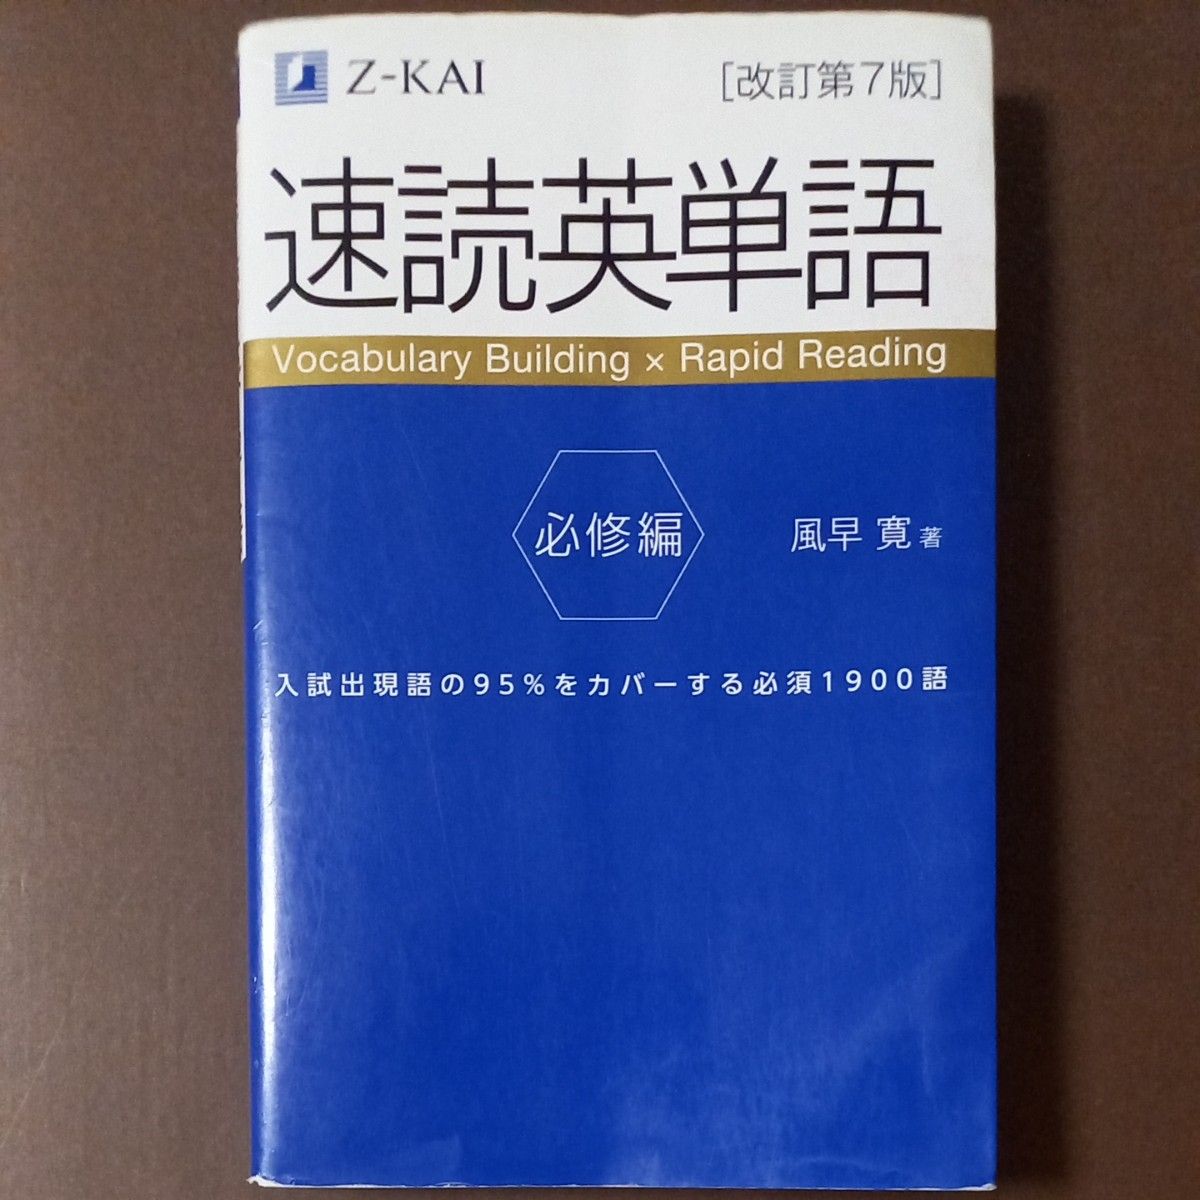 Z-KAI
[改訂第7版]
速読英単語
Vocabulary Building × Rapid Reading
必修編
風早 寛 著
入試出現語の95%をカバーする必須1900語